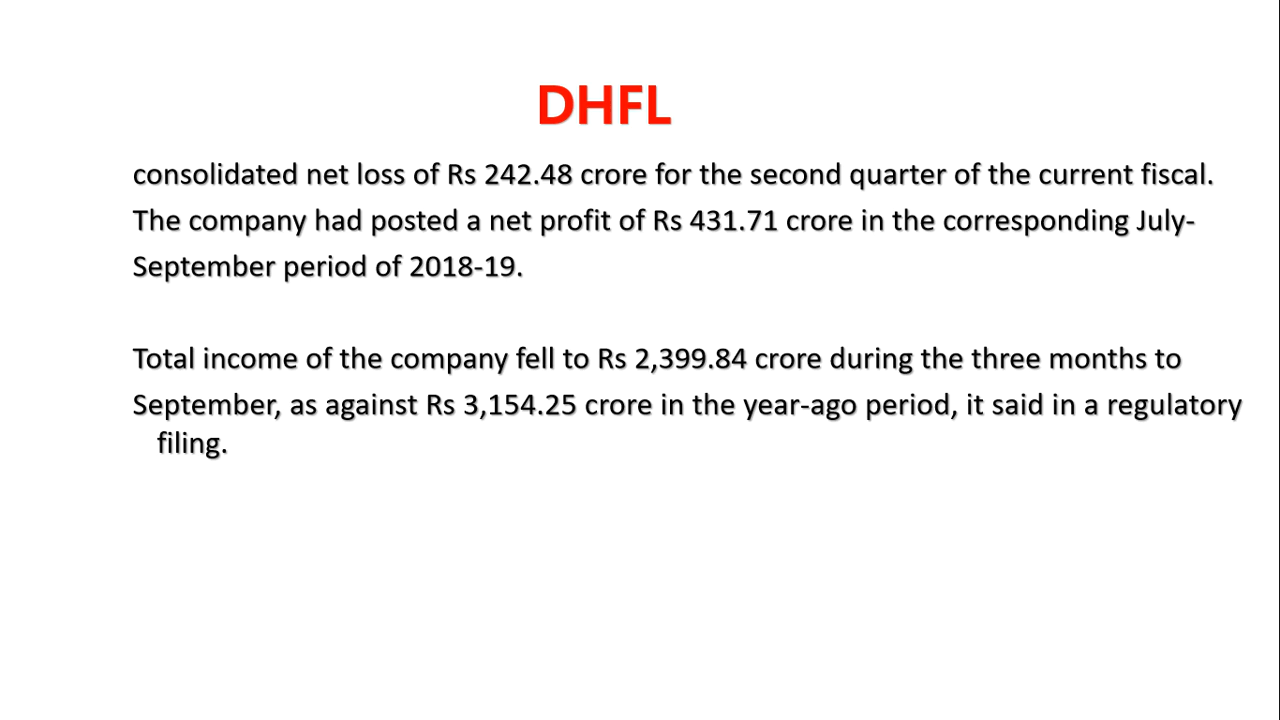 DHFL
consolidated net loss of Rs 242.48 crore for the second quarter of the current fiscal.
The company had posted a net profit of Rs 431.71 crore in the corresponding July-
September period of 2018-19.
Total income of the company fell to Rs 2,399.84 crore during the three months to
September, as against Rs 3,154.25 crore in the year-ago period, it said in a regulatory
filing.